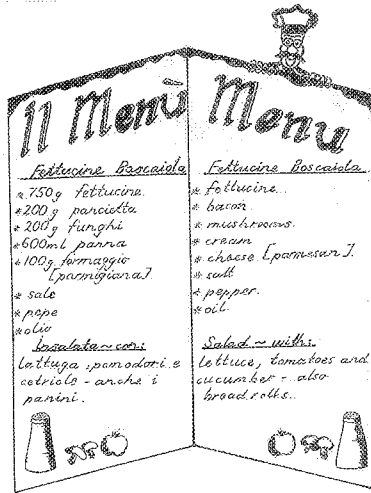 Il Menù
Fettucine Boscaiola
*750g fettucine
*200g pancietta
*200g funghi
*600ml panna
*100g formaggio
[parmigiana]
* sale
*pepe
*olio
Insalata ~ con:
lattuga, pomodori e
cetriolo - anche i
panini.
Menu
Fettucine Boscaiola
* fettucine.
* bacon.
* mushrooms.
* cream
* cheese [parmesan].
* salt
* pepper.
* oil.
Salad ~ with:
lettuce, tomatoes and
cucumber - also
bread rolls.